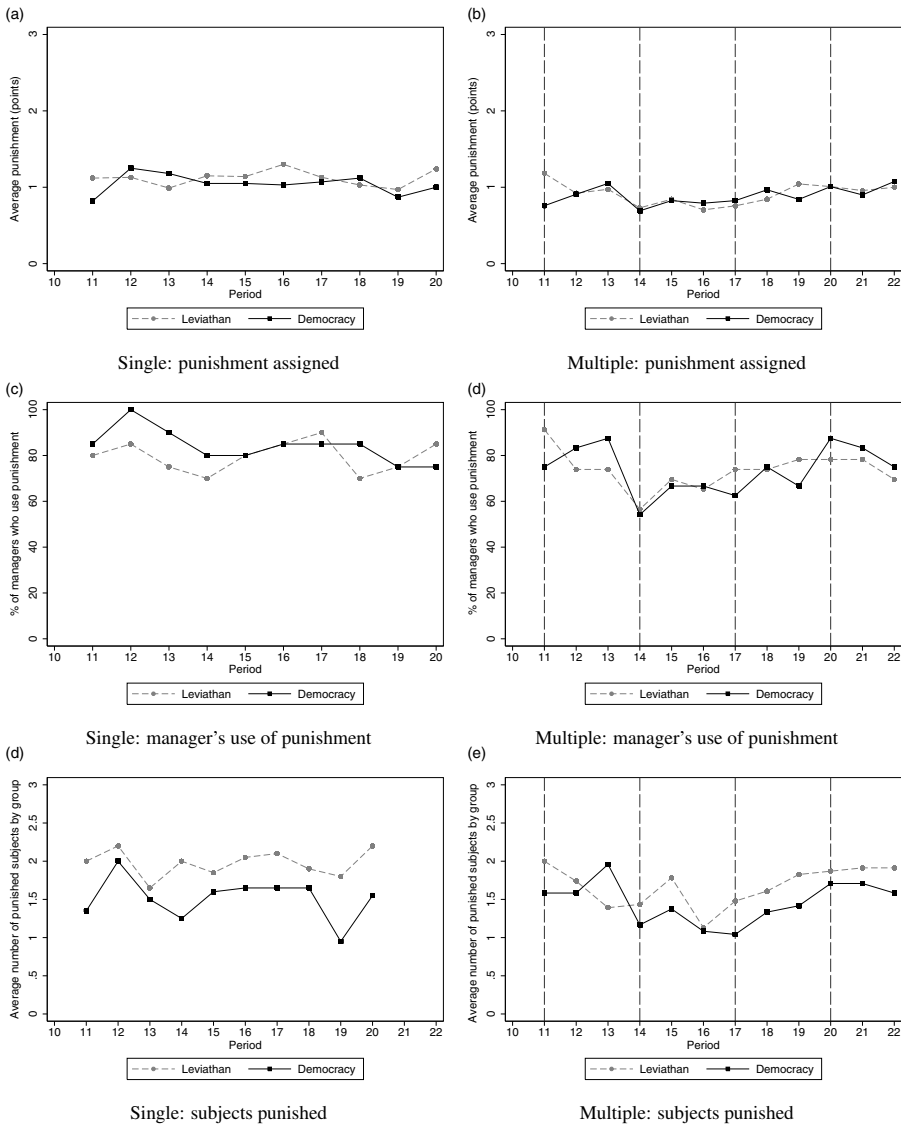 (a)
Average punishment (points)
3
2
1
0
10 11 12 13 14 15 16 17 18 19 20
Period
Leviathan Democracy
Single: punishment assigned
(b)
Average punishment (points)
3
2
1
0
10 11 12 13 14 15 16 17 18 19 20 21 22
Period
Leviathan Democracy
Multiple: punishment assigned
(c)
% of managers who use punishment
100
80
60
40
20
0
10 11 12 13 14 15 16 17 18 19 20
Period
Leviathan Democracy
Single: manager's use of punishment
(d)
% of managers who use punishment
100
80
60
40
20
0
10 11 12 13 14 15 16 17 18 19 20 21 22
Period
Leviathan Democracy
Multiple: manager's use of punishment
(d)
Average number of punished subjects by group
3
2.5
2
1.5
1
.5
0
10 11 12 13 14 15 16 17 18 19 20 21 22
Period
Leviathan Democracy
Single: subjects punished
(e)
Average number of punished subjects by group
3
2.5
2
1.5
1
.5
0
10 11 12 13 14 15 16 17 18 19 20 21 22
Period
Leviathan Democracy
Multiple: subjects punished